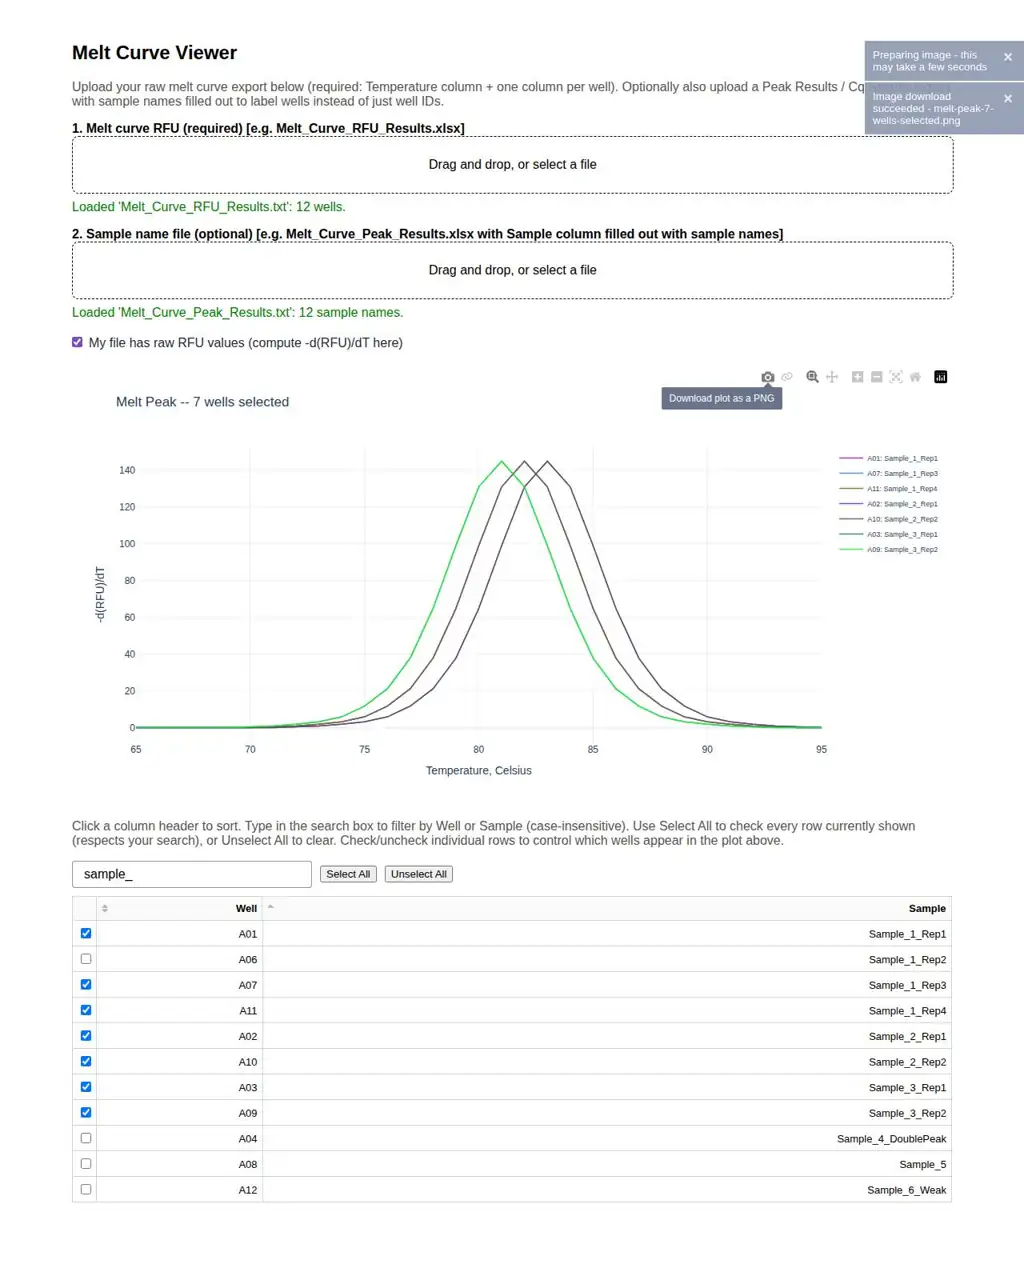 Melt Curve Viewer
Preparing image - this
may take a few seconds
×
Image download
succeeded - melt-peak-7-
wells-selected.png
×
Upload your raw melt curve export below (required: Temperature column + one column per well). Optionally also upload a Peak Results / Cq
with sample names filled out to label wells instead of just well IDs.
1. Melt curve RFU (required) [e.g. Melt_Curve_RFU_Results.xlsx]
Drag and drop, or select a file
Loaded 'Melt_Curve_RFU_Results.txt': 12 wells.
2. Sample name file (optional) [e.g. Melt_Curve_Peak_Results.xlsx with Sample column filled out with sample names]
Drag and drop, or select a file
Loaded 'Melt_Curve_Peak_Results.txt': 12 sample names.
My file has raw RFU values (compute -d(RFU)/dT here)
Download plot as a PNG
Melt Peak -- 7 wells selected
140
120
100
80
60
40
20
0
-d(RFU)/dT
65 70 75 80 85 90 95
Temperature, Celsius
A01: Sample_1_Rep1
A07: Sample_1_Rep3
A11: Sample_1_Rep4
A02: Sample_2_Rep1
A10: Sample_2_Rep2
A03: Sample_3_Rep1
A09: Sample_3_Rep2
Click a column header to sort. Type in the search box to filter by Well or Sample (case-insensitive). Use Select All to check every row currently shown
(respects your search), or Unselect All to clear. Check/uncheck individual rows to control which wells appear in the plot above.
sample_ Select All Unselect All
Well Sample
A01 Sample_1_Rep1
A06 Sample_1_Rep2
A07 Sample_1_Rep3
A11 Sample_1_Rep4
A02 Sample_2_Rep1
A10 Sample_2_Rep2
A03 Sample_3_Rep1
A09 Sample_3_Rep2
A04 Sample_4_DoublePeak
A08 Sample_5
A12 Sample_6_Weak